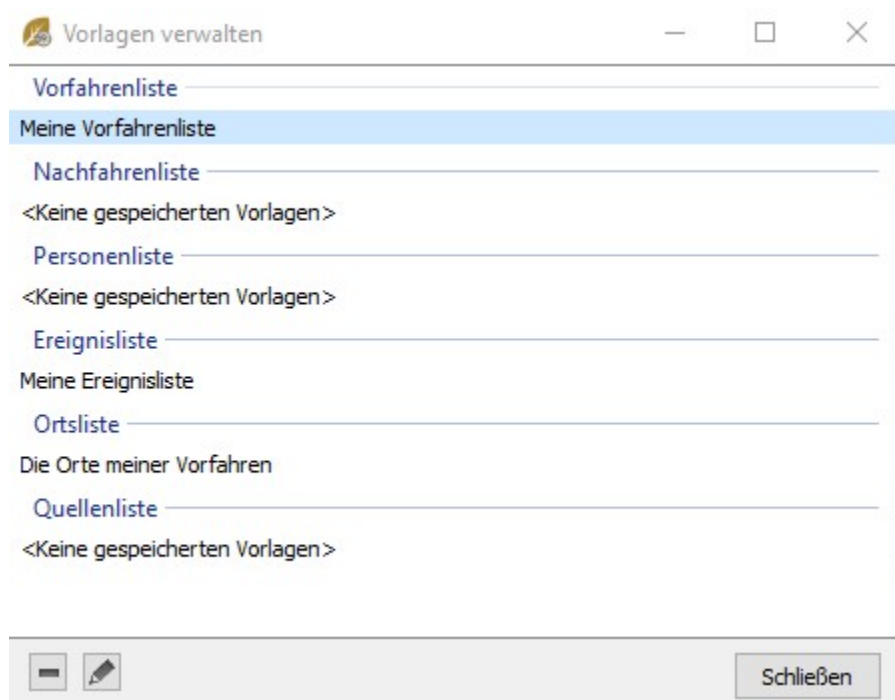 Vorlagen verwalten
Vorfahrenliste
Meine Vorfahrenliste
Nachfahrenliste
<Keine gespeicherten Vorlagen>
Personenliste
<Keine gespeicherten Vorlagen>
Ereignisliste
Meine Ereignisliste
Ortsliste
Die Orte meiner Vorfahren
Quellenliste
<Keine gespeicherten Vorlagen>
Schließen